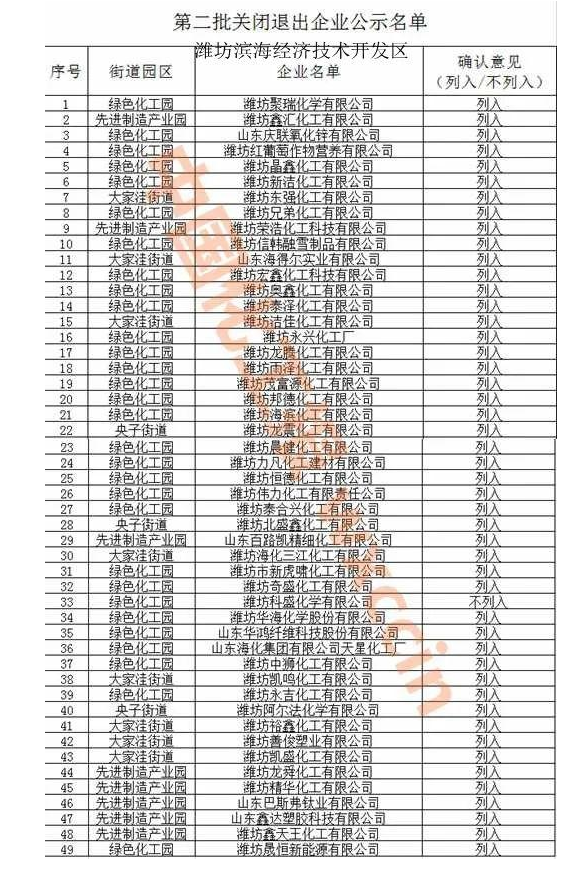 第二批关闭退出企业公示名单
潍坊滨海经济技术开发区
序号 街道园区 企业名单 确认意见
（列入/不列入）
1 绿色化工园 潍坊聚瑞化学有限公司 列入
2 先进制造产业园 潍坊鑫汇化工有限公司 列入
3 绿色化工园 山东庆联氧化锌有限公司 列入
4 绿色化工园 潍坊红葡萄作物营养有限公司 列入
5 绿色化工园 潍坊晶鑫化工有限公司 列入
6 绿色化工园 潍坊新洁化工有限公司 列入
7 大家洼街道 潍坊东强化工有限公司 列入
8 绿色化工园 潍坊兄弟化工有限公司 列入
9 先进制造产业园 潍坊荣浩化工科技有限公司 列入
10 绿色化工园 潍坊信韩融雪制品有限公司 列入
11 大家洼街道 山东海得尔实业有限公司 列入
12 绿色化工园 潍坊宏鑫化工科技有限公司 列入
13 绿色化工园 潍坊奥鑫化工有限公司 列入
14 绿色化工园 潍坊泰泽化工有限公司 列入
15 大家洼街道 潍坊洁佳化工有限公司 列入
16 绿色化工园 潍坊永兴化工厂 列入
17 绿色化工园 潍坊龙腾化工有限公司 列入
18 绿色化工园 潍坊雨泽化工有限公司 列入
19 绿色化工园 潍坊茂富源化工有限公司 列入
20 绿色化工园 潍坊邦德化工有限公司 列入
21 绿色化工园 潍坊海滨化工有限公司 列入
22 央子街道 潍坊龙震化工有限公司 列入
23 绿色化工园 潍坊晨健化工有限公司 列入
24 绿色化工园 潍坊力凡化工建材有限公司 列入
25 绿色化工园 潍坊恒德化工有限公司 列入
26 绿色化工园 潍坊伟力化工有限责任公司 列入
27 绿色化工园 潍坊泰合兴化工有限公司 列入
28 央子街道 潍坊北盛鑫化工有限公司 列入
29 先进制造产业园 山东百路凯精细化工有限公司 列入
30 大家洼街道 潍坊海化三江化工有限公司 列入
31 绿色化工园 潍坊市新虎啸化工有限公司 列入
32 绿色化工园 潍坊奇盛化工有限公司 列入
33 绿色化工园 潍坊科盛化学有限公司 不列入
34 绿色化工园 潍坊华海化学股份有限公司 列入
35 绿色化工园 山东华鸿纤维科技股份有限公司 列入
36 绿色化工园 山东海化集团有限公司天星化工厂 列入
37 绿色化工园 潍坊中狮化工有限公司 列入
38 大家洼街道 潍坊凯鸣化工有限公司 列入
39 绿色化工园 潍坊永吉化工有限公司 列入
40 央子街道 潍坊阿尔法化学有限公司 列入
41 大家洼街道 潍坊裕鑫化工有限公司 列入
42 大家洼街道 潍坊善俊塑业有限公司 列入
43 大家洼街道 潍坊凯盛化工有限公司 列入
44 先进制造产业园 潍坊龙舜化工有限公司 列入
45 先进制造产业园 潍坊精华化工有限公司 列入
46 先进制造产业园 山东巴斯弗钛业有限公司 列入
47 先进制造产业园 山东鑫达塑胶科技有限公司 列入
48 先进制造产业园 潍坊鑫天王化工有限公司 列入
49 绿色化工园 潍坊晟恒新能源有限公司 列入